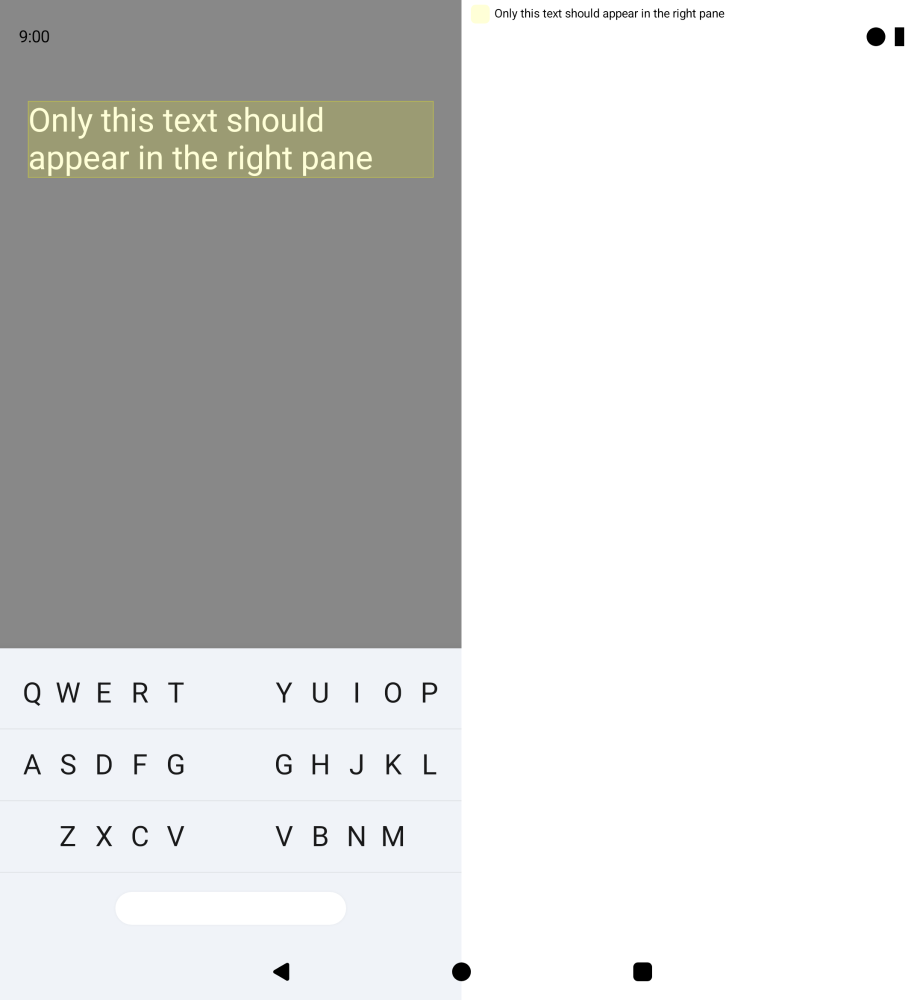 9:00
Only this text should
appear in the right pane
Only this text should appear in the right pane
Q W E R T Y U I O P
A S D F G G H J K L
Z X C V V B N M